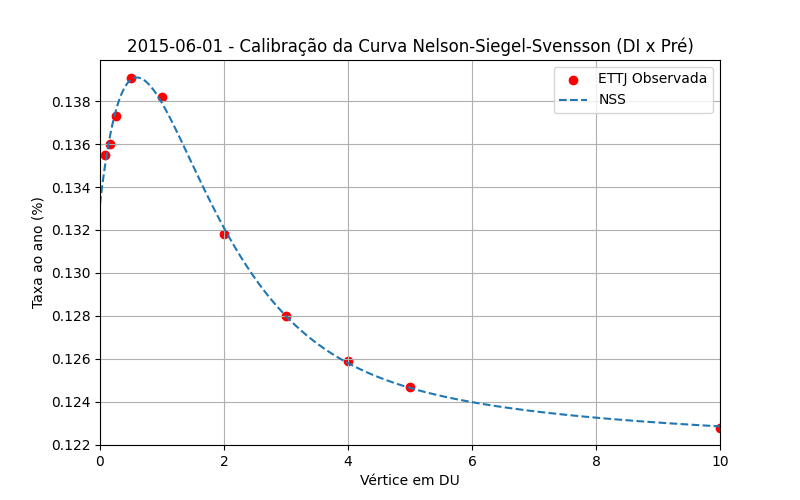 2015-06-01 - Calibração da Curva Nelson-Siegel-Svensson (DI x Pré)
ETTJ Observada
NSS
Taxa ao ano (%)
0.138
0.136
0.134
0.132
0.130
0.128
0.126
0.124
0.122
0 2 4 6 8 10
Vértice em DU